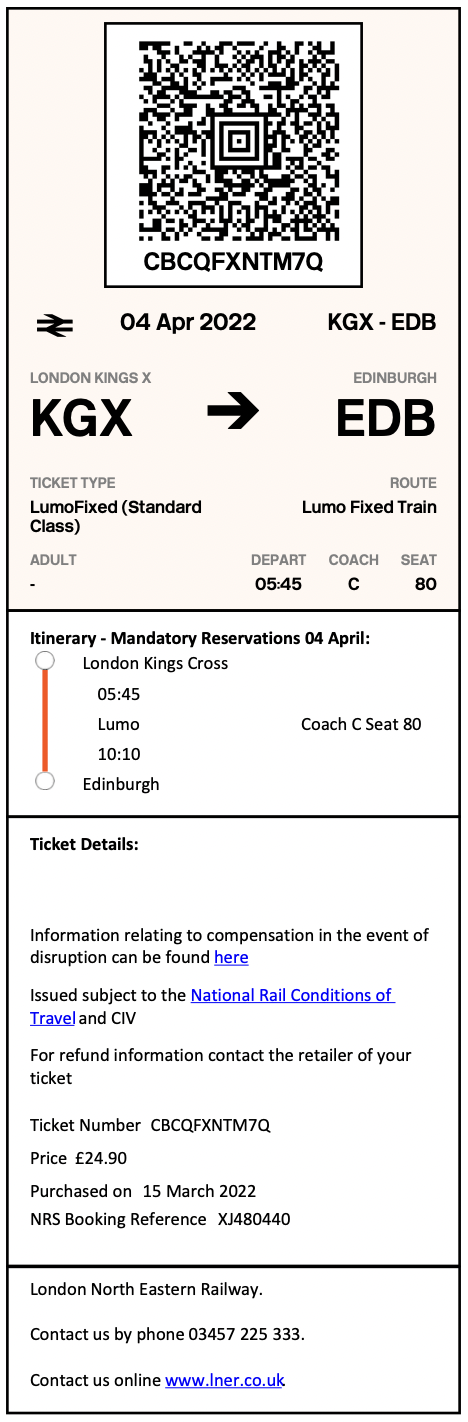 CBCQFXNTM7Q
04 Apr 2022 KGX - EDB
LONDON KINGS X EDINBURGH
KGX EDB
TICKET TYPE ROUTE
LumoFixed (Standard Lumo Fixed Train
Class)
ADULT DEPART COACH SEAT
- 05:45 C 80
Itinerary - Mandatory Reservations 04 April:
London Kings Cross
05:45
Lumo Coach C Seat 80
10:10
Edinburgh
Ticket Details:
Information relating to compensation in the event of
disruption can be found here
Issued subject to the National Rail Conditions of
Travel and CIV
For refund information contact the retailer of your
ticket
Ticket Number CBCQFXNTM7Q
Price £24.90
Purchased on 15 March 2022
NRS Booking Reference XJ480440
London North Eastern Railway.
Contact us by phone 03457 225 333.
Contact us online www.lner.co.uk.